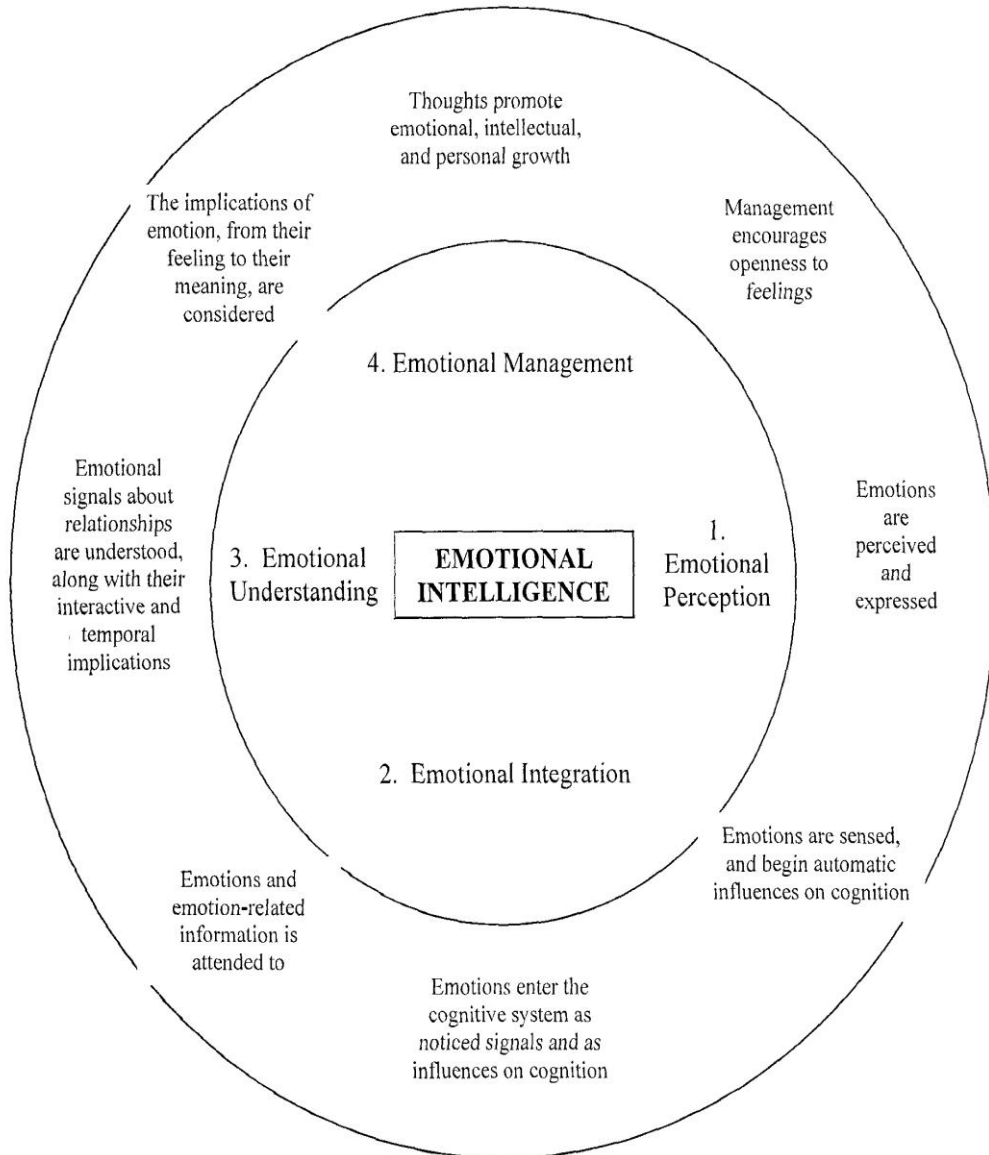 Thoughts promote
emotional, intellectual,
and personal growth
The implications of
emotion, from their
feeling to their
meaning, are
considered
Management
encourages
openness to
feelings
4. Emotional Management
Emotional
signals about
relationships
are understood,
along with their
interactive and
temporal
implications
3. Emotional
Understanding
EMOTIONAL
INTELLIGENCE
1.
Emotional
Perception
Emotions
are
perceived
and
expressed
2. Emotional Integration
Emotions are sensed,
and begin automatic
influences on cognition
Emotions and
emotion-related
information is
attended to
Emotions enter the
cognitive system as
noticed signals and as
influences on cognition